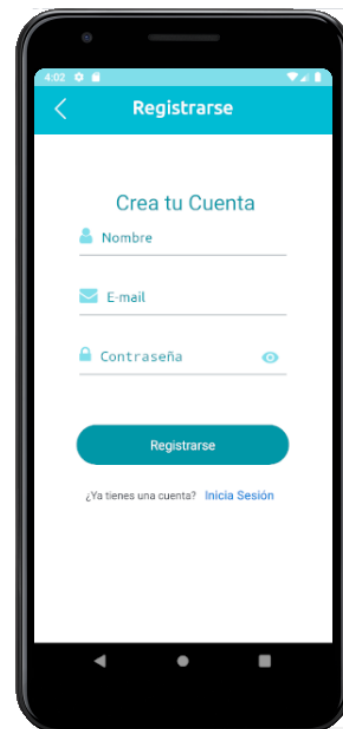 4:02
Registrarse
Crea tu Cuenta
Nombre
E-mail
Contraseña
Registrarse
¿Ya tienes una cuenta? Inicia Sesión